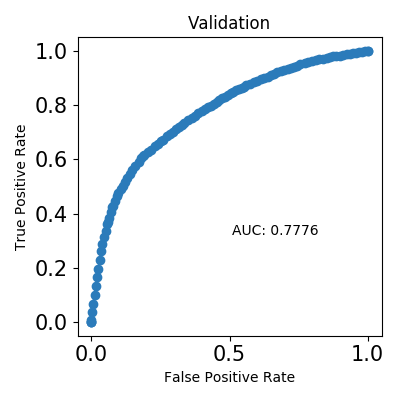 Validation
True Positive Rate
1.0
0.8
0.6
0.4
0.2
0.0
AUC: 0.7776
0.0 0.5 1.0
False Positive Rate